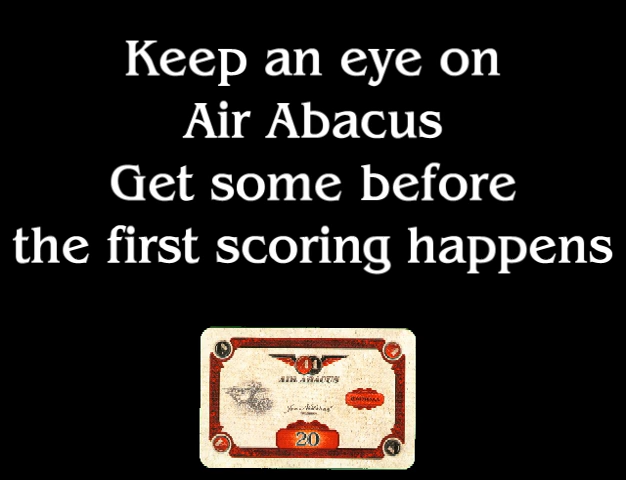 Keep an eye on
Air Abacus
Get some before
the first scoring happens
AIR ABACUS
20